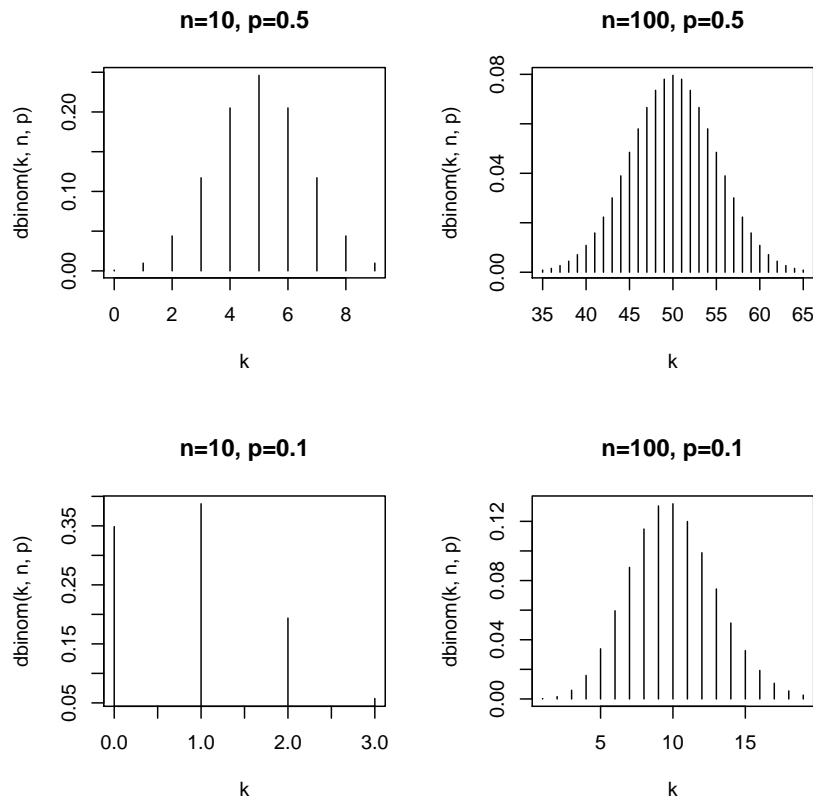 n=10, p=0.5
dbinom(k, n, p)
0.00 0.10 0.20
0 2 4 6 8
k
n=100, p=0.5
dbinom(k, n, p)
0.00 0.04 0.08
35 40 45 50 55 60 65
k
n=10, p=0.1
dbinom(k, n, p)
0.05 0.15 0.25 0.35
0.0 1.0 2.0 3.0
k
n=100, p=0.1
dbinom(k, n, p)
0.00 0.04 0.08 0.12
5 10 15
k